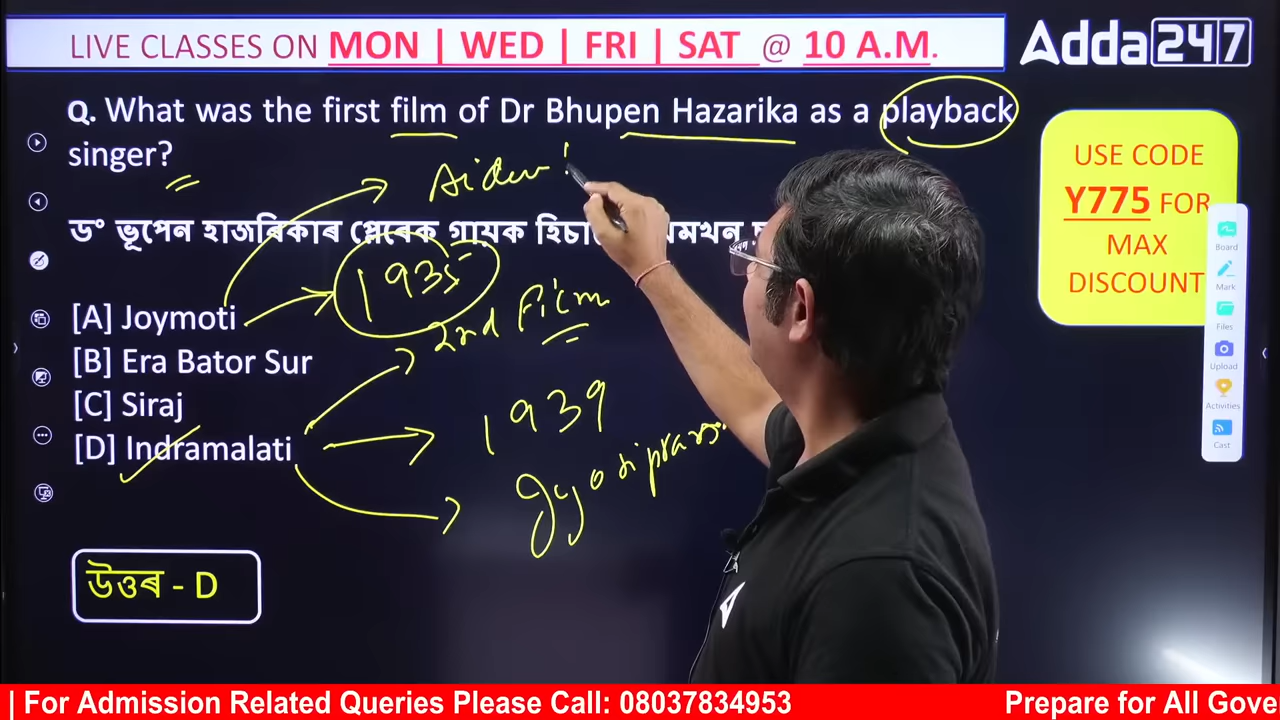 LIVE CLASSES ON MON | WED | FRI | SAT @ 10 A.M.
Adda247
Q. What was the first film of Dr Bhupen Hazarika as a playback
singer?
Aideu
ড° ভূপেন হাজৰিকাৰ প্লেবেক গায়ক হিচা
1935
2nd Film
[A] Joymoti
[B] Era Bator Sur
[C] Siraj
[D] Indramalati
1939
Jyoti
উত্তৰ - D
USE CODE
Y775 FOR
MAX
DISCOUNT
Board
Mark
Files
Upload
Activities
Cast
| For Admission Related Queries Please Call: 08037834953 Prepare for All Gove